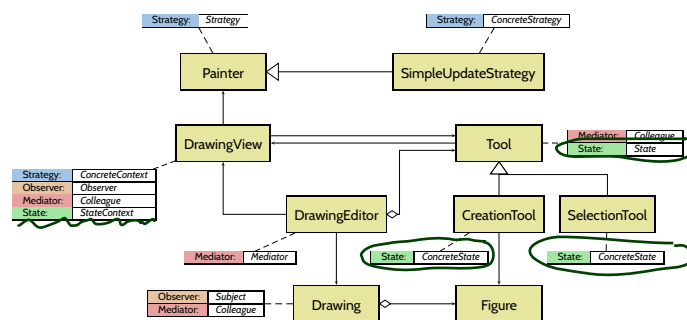 Strategy: Strategy
Strategy: ConcreteStrategy
Painter
SimpleUpdateStrategy
DrawingView
Tool
Mediator: Colleague
State: State
Strategy: ConcreteContext
Observer: Observer
Mediator: Colleague
State: StateContext
DrawingEditor
CreationTool
SelectionTool
Mediator: Mediator
State: ConcreteState
State: ConcreteState
Observer: Subject
Mediator: Colleague
Drawing
Figure